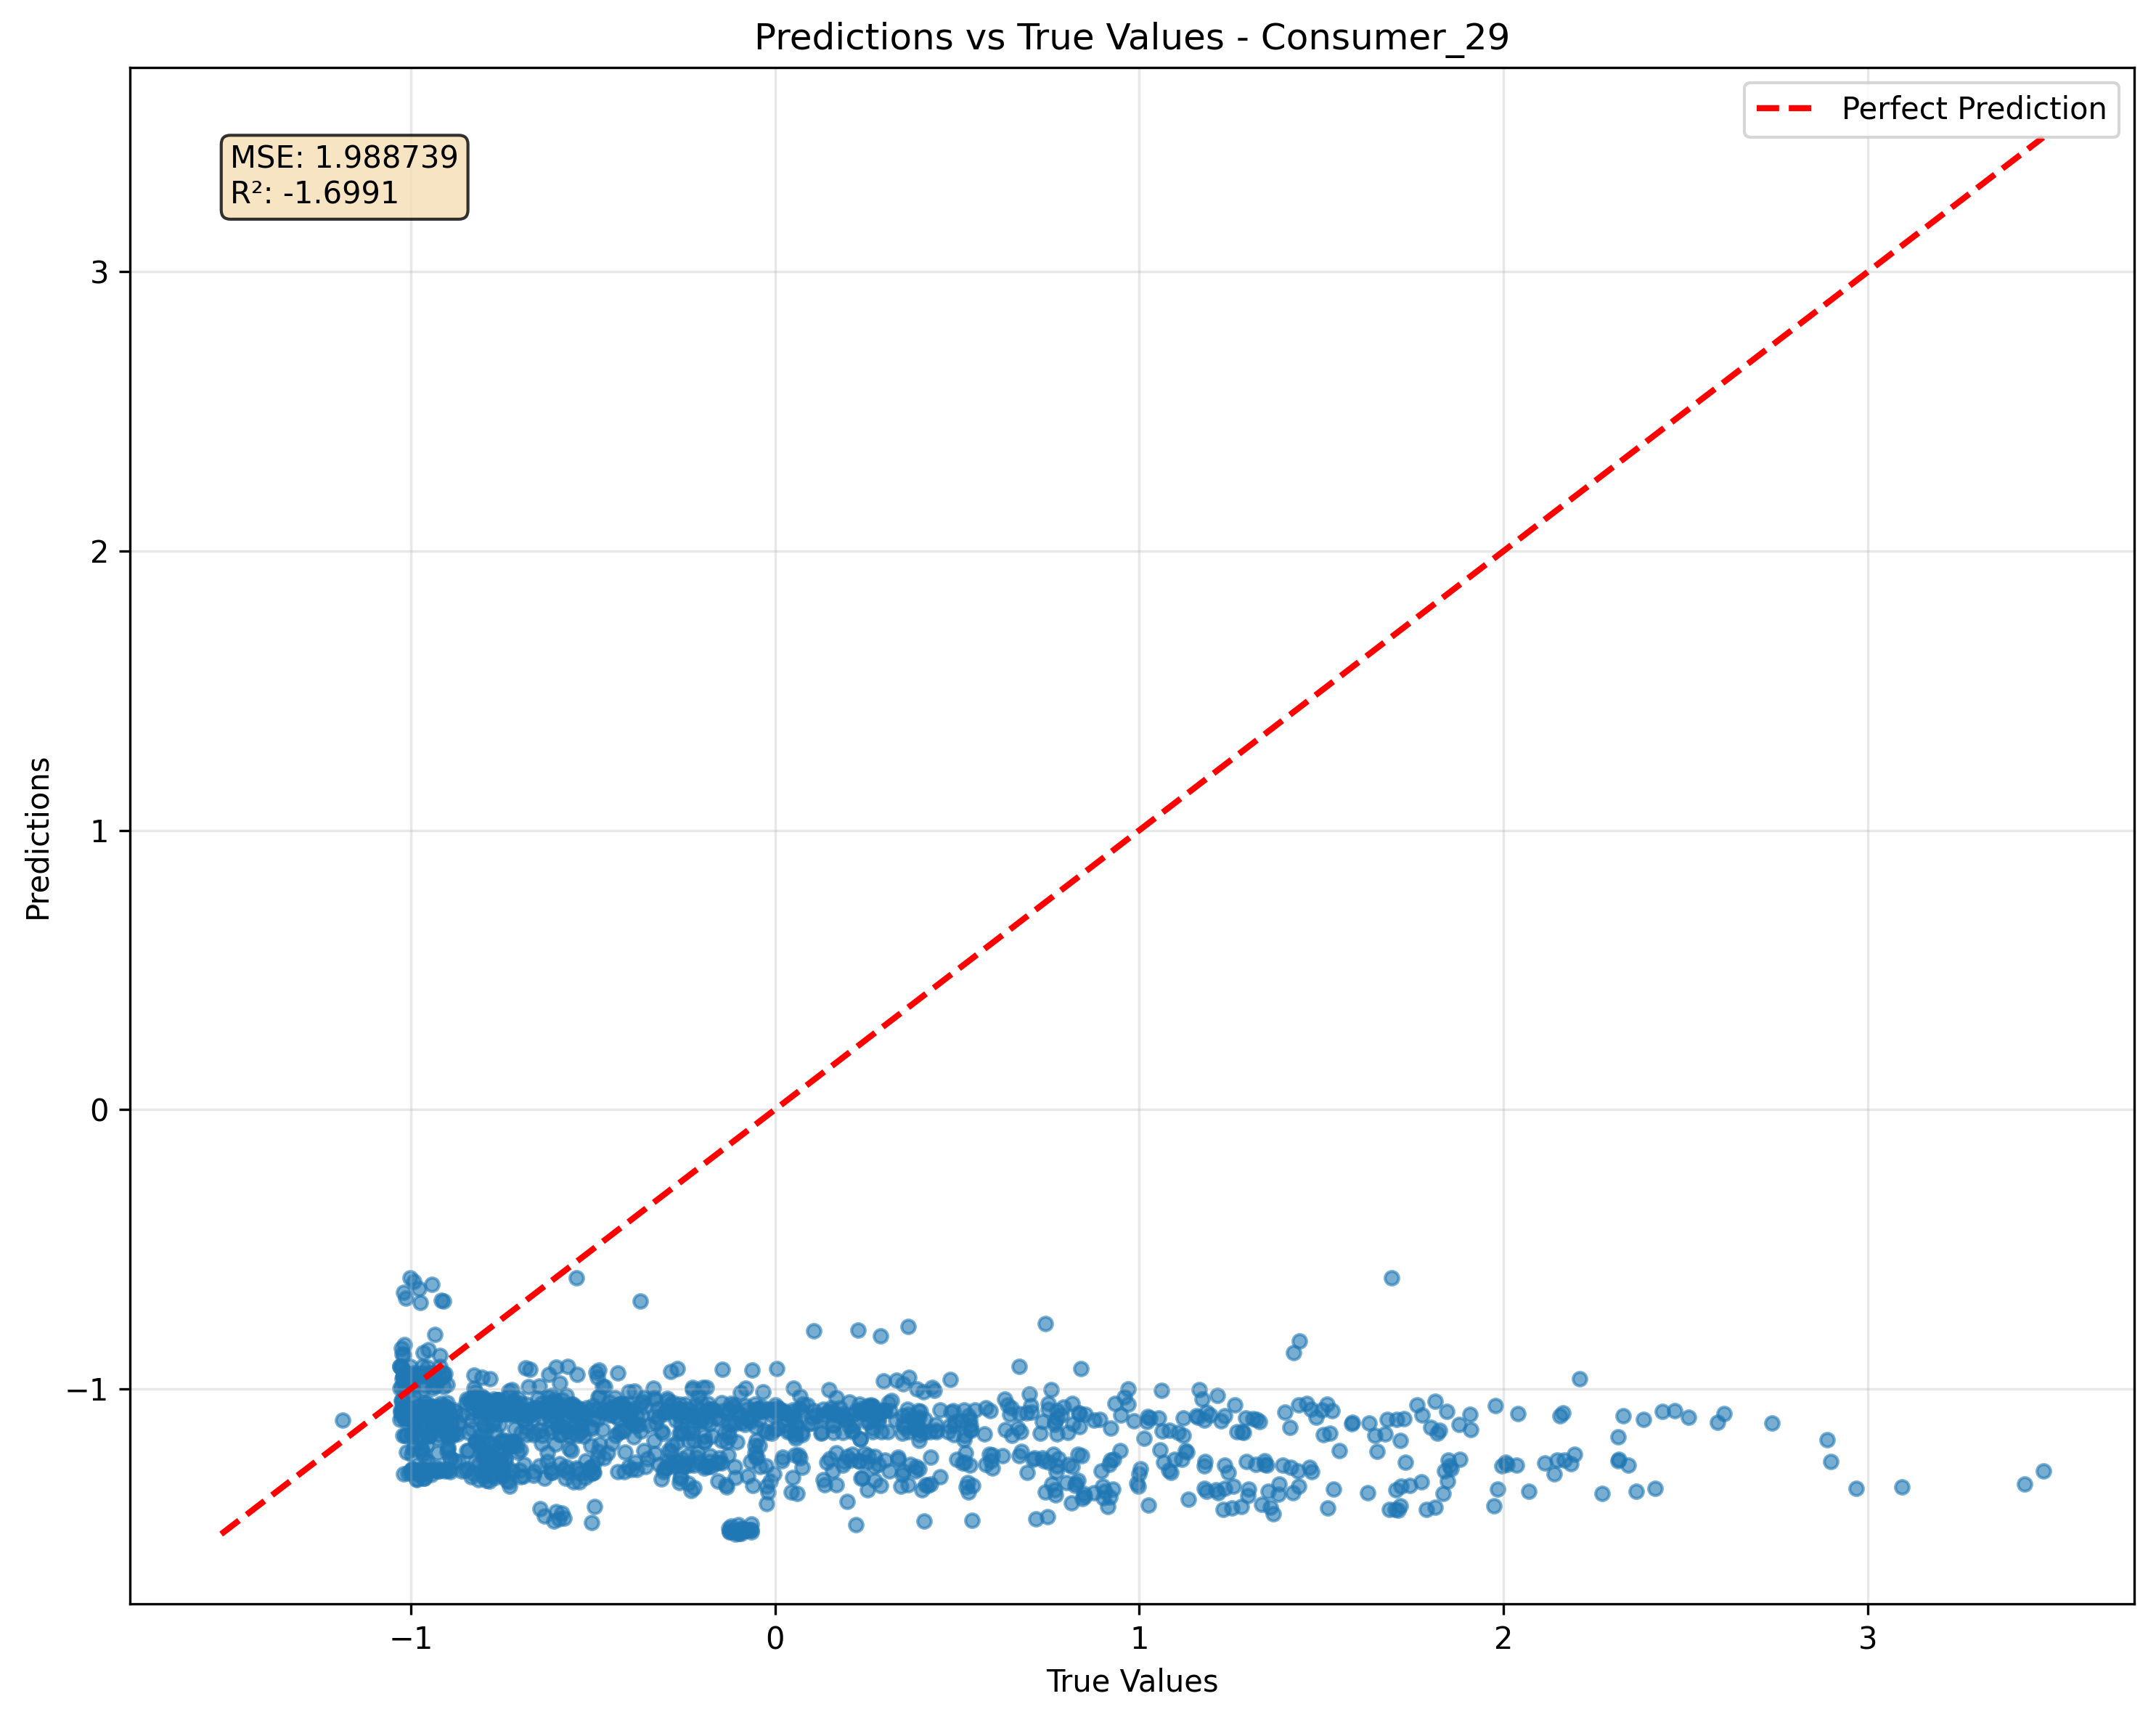 Predictions vs True Values - Consumer_29
Perfect Prediction
MSE: 1.988739
R²: -1.6991
3
2
1
0
−1
Predictions
−1 0 1 2 3
True Values